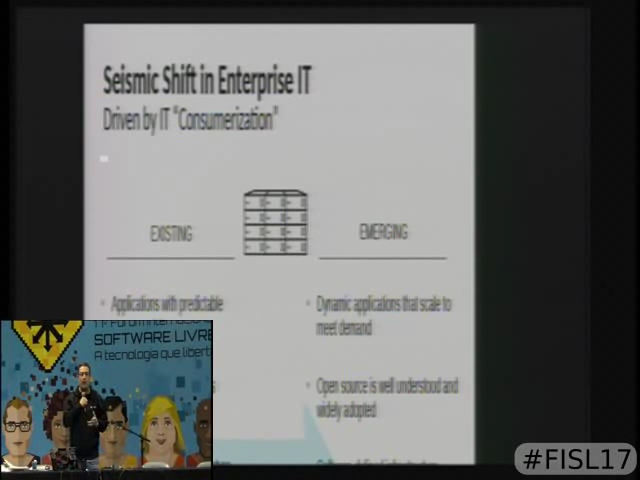 Seismic Shift in Enterprise IT
Driven by IT "Consumerization"
EXISTING
EMERGING
• Applications with predictable
• Dynamic applications that scale to
meet demand
• Open source is well understood and
widely adopted
SOFTWARE LIVRE
A tecnologia que libert
#FISL17